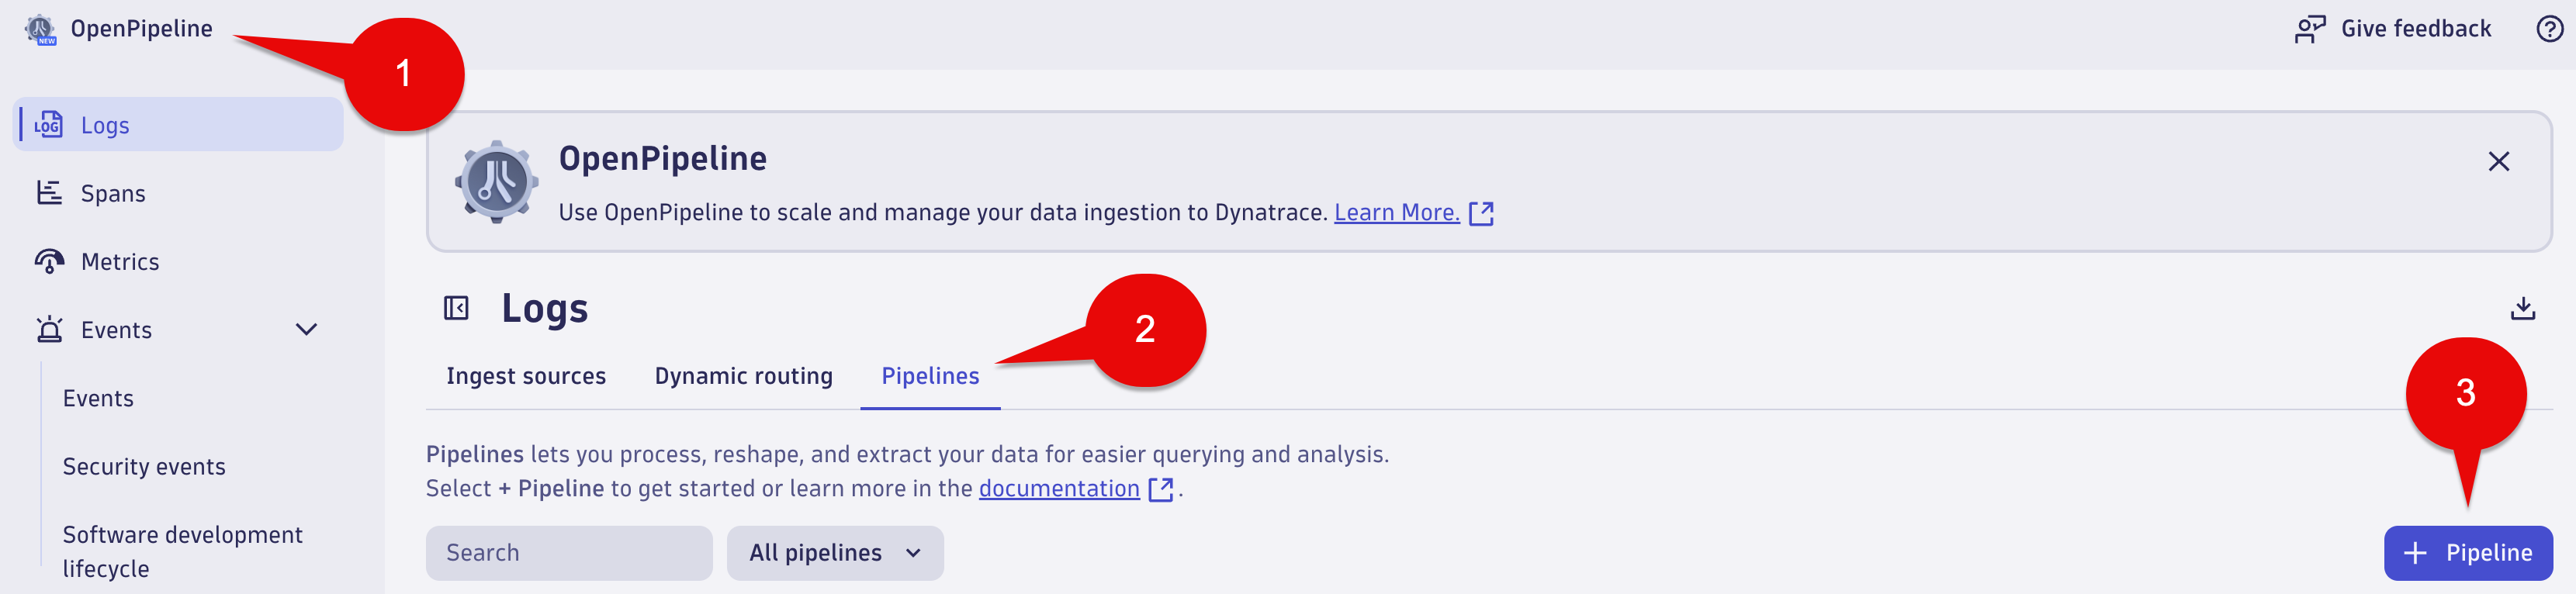 OpenPipeline
NEW
Give feedback
?
1
LOG
Logs
Spans
Metrics
Events
Events
Security events
Software development
lifecycle
OpenPipeline
Use OpenPipeline to scale and manage your data ingestion to Dynatrace. Learn More.
Logs
2
Ingest sources
Dynamic routing
Pipelines
3
Pipelines lets you process, reshape, and extract your data for easier querying and analysis.
Select + Pipeline to get started or learn more in the documentation .
Search
All pipelines
+ Pipeline